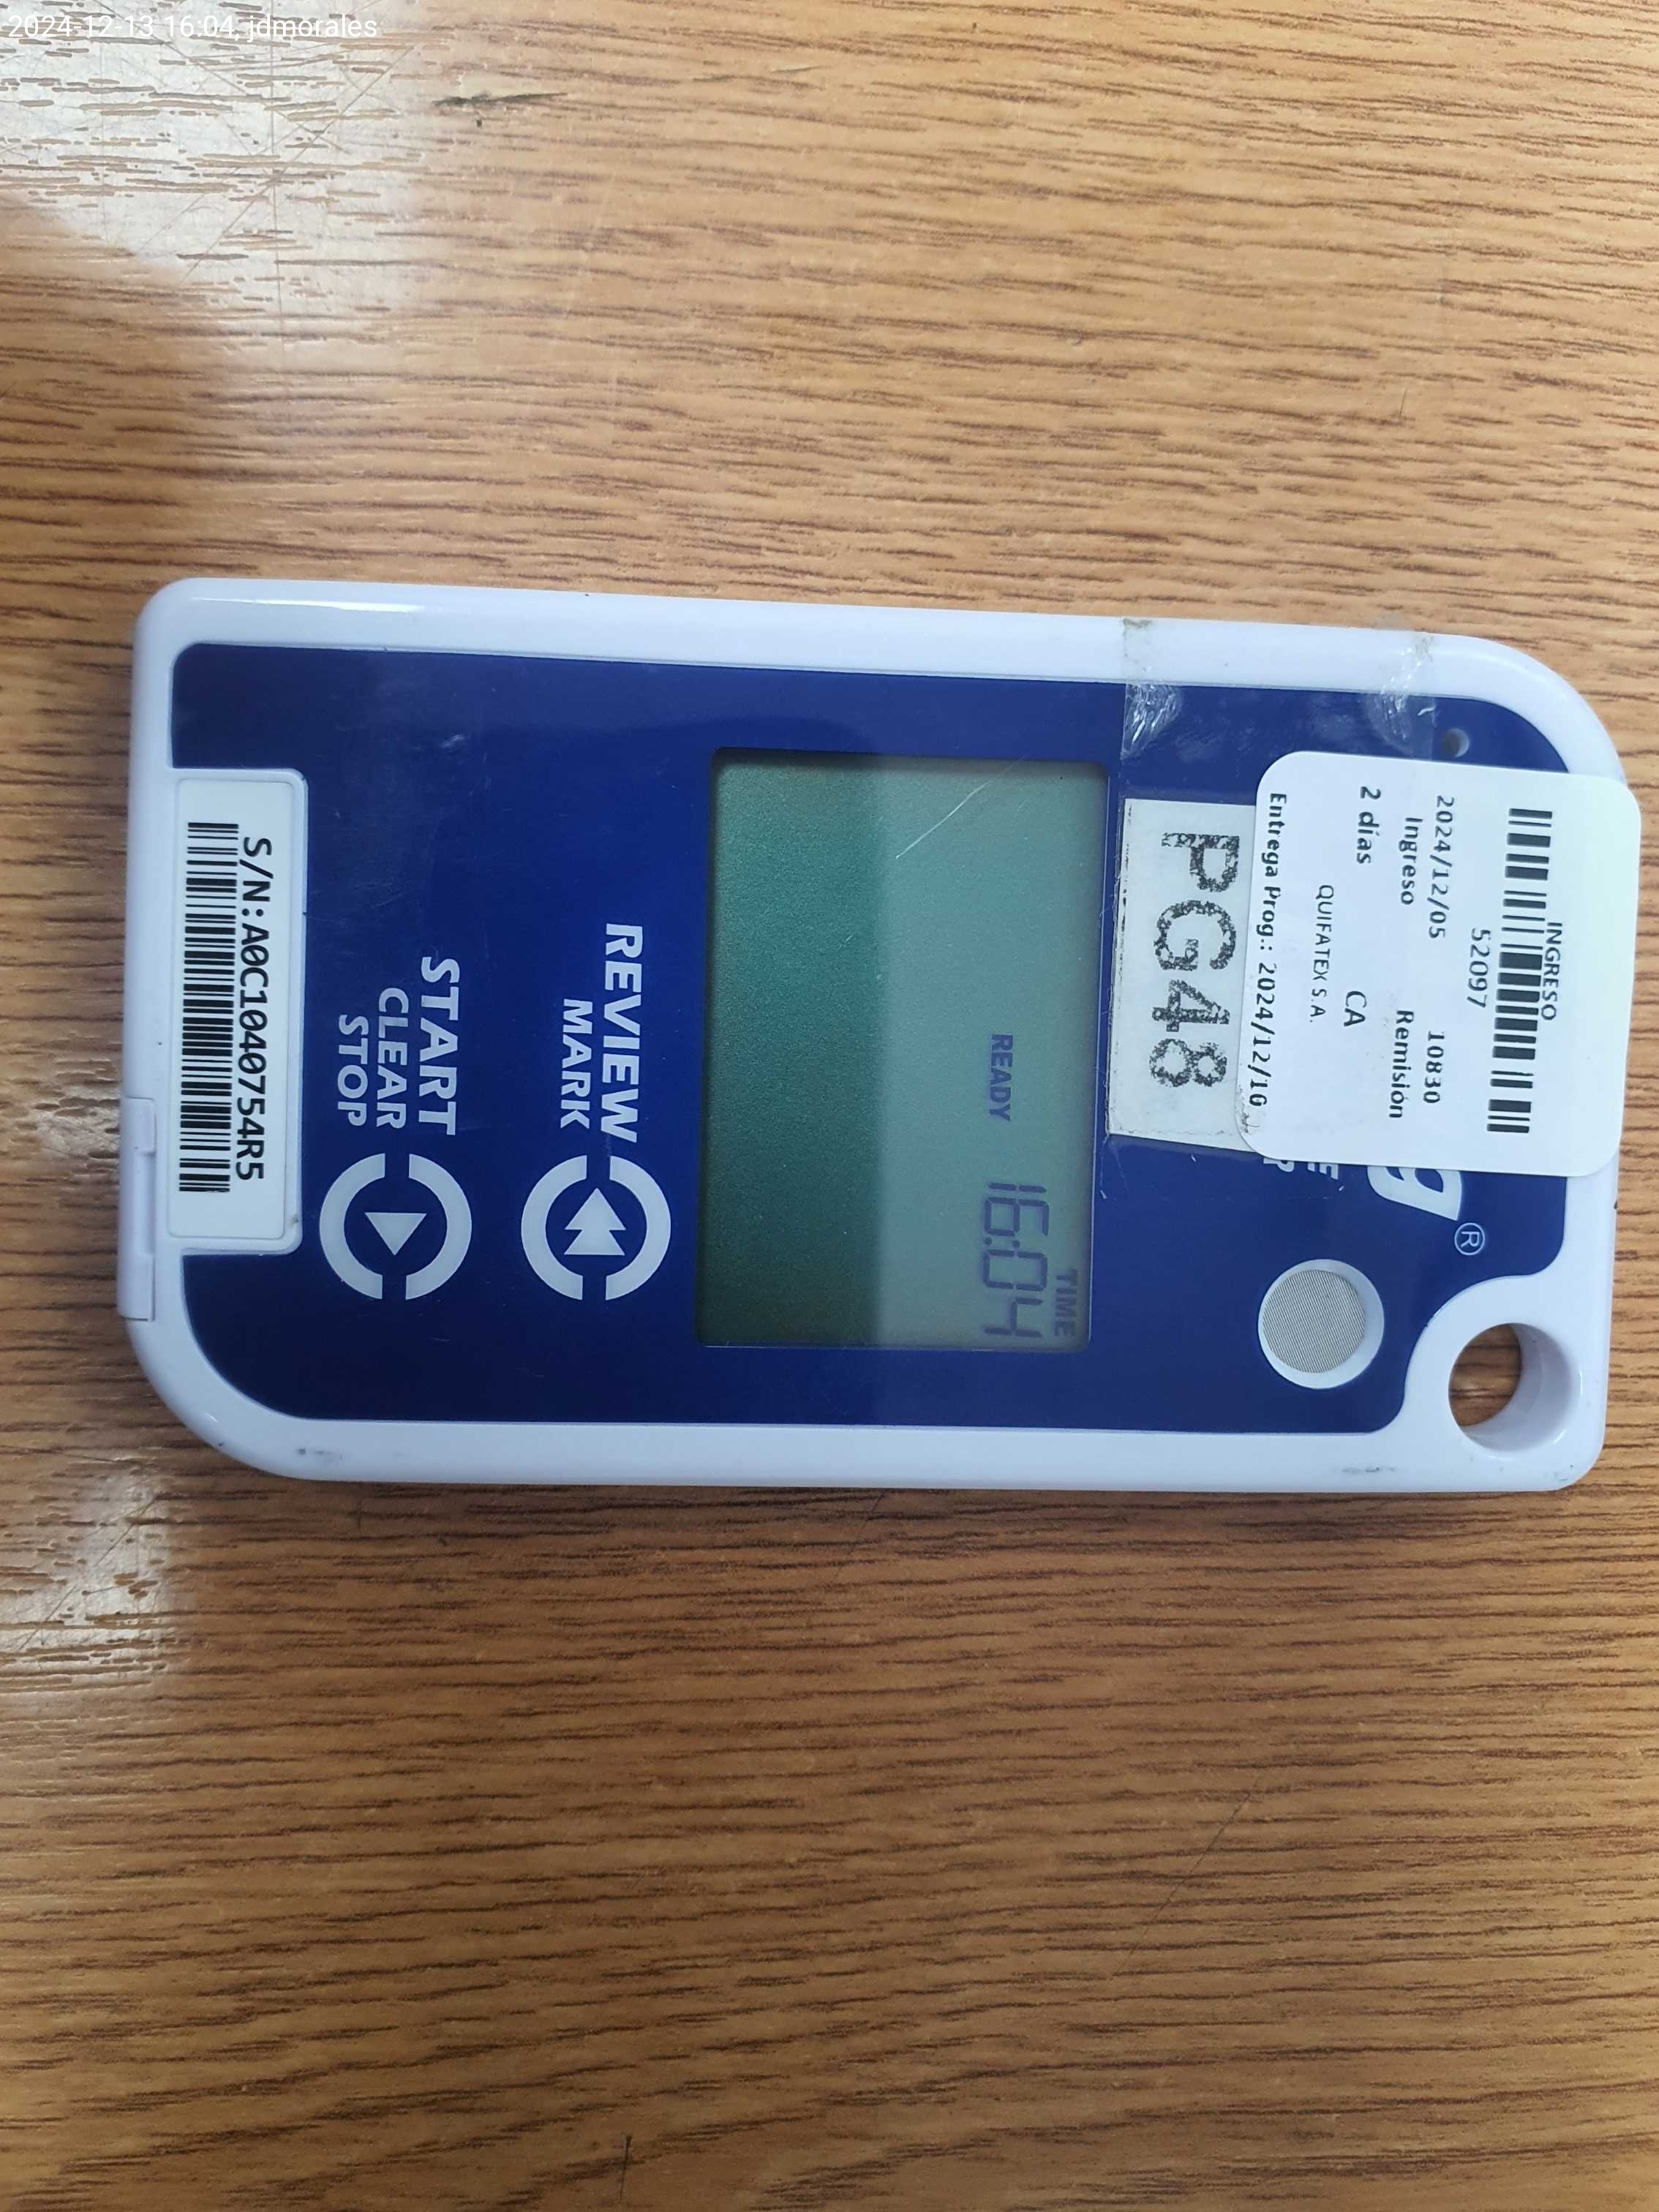 2024-12-13 16:04, jdmorales
INGRESO
52097
2024/12/05 10830
Ingreso Remisión
2 días CA
QUIFATEX S.A.
Entrega Prog.: 2024/12/16
g®
E
PG48
TIME
READY 16:04
REVIEW
MARK
START
CLEAR
STOP
S/N:A0C1040754R5